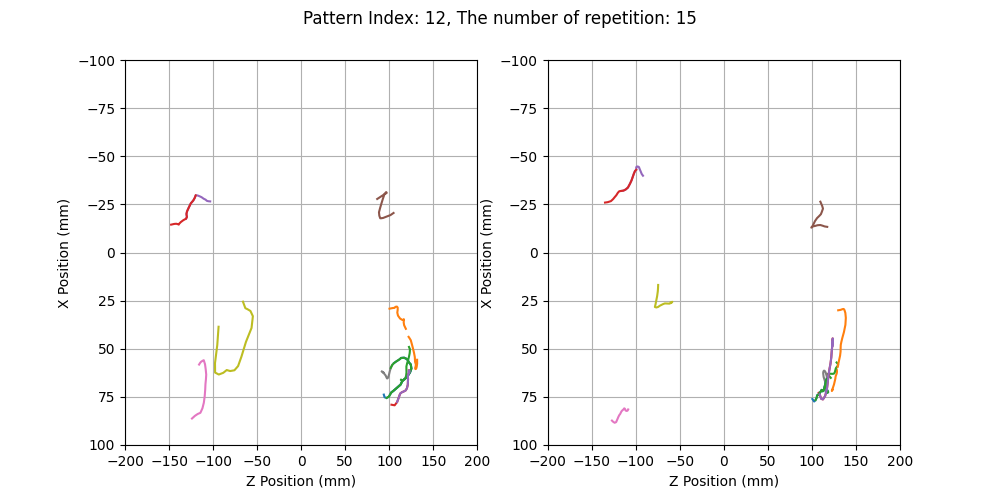 Pattern Index: 12, The number of repetition: 15
−100 −100
−75 −75
−50 −50
−25 −25
0 0
25 25
50 50
75 75
100 100
X Position (mm) X Position (mm)
−200 −150 −100 −50 0 50 100 150 200 −200 −150 −100 −50 0 50 100 150 200
Z Position (mm) Z Position (mm)